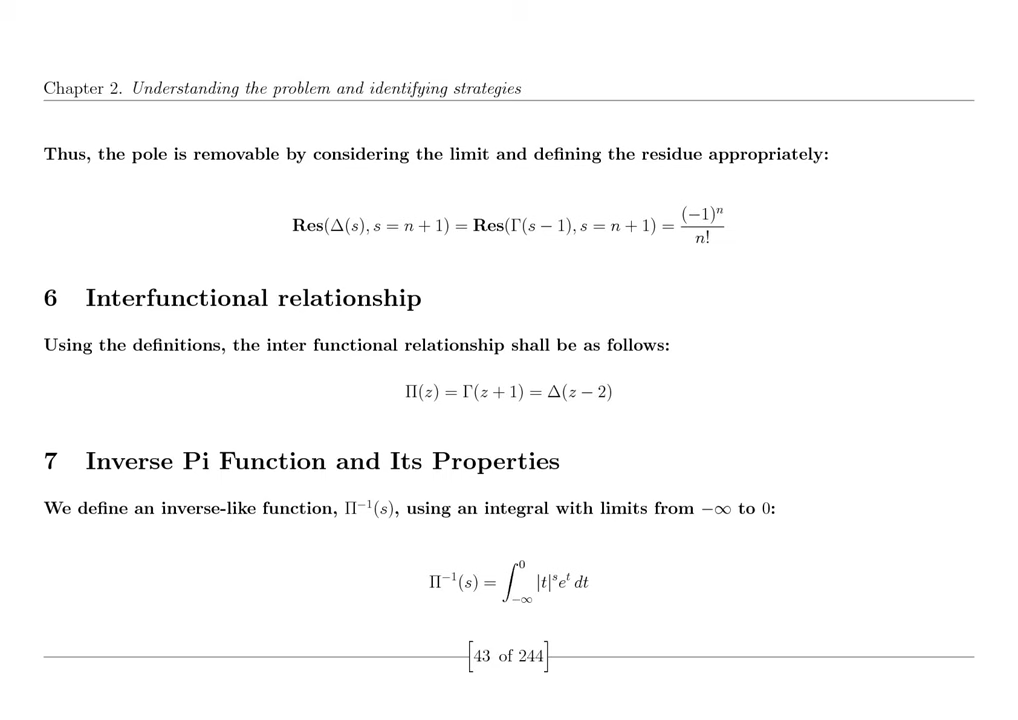 Chapter 2. Understanding the problem and identifying strategies
Thus, the pole is removable by considering the limit and defining the residue appropriately:
Res(Δ(s), s = n + 1) = Res(Γ(s − 1), s = n + 1) = (−1)ⁿ / n!
6 Interfunctional relationship
Using the definitions, the inter functional relationship shall be as follows:
Π(z) = Γ(z + 1) = Δ(z − 2)
7 Inverse Pi Function and Its Properties
We define an inverse-like function, Π⁻¹(s), using an integral with limits from −∞ to 0:
Π⁻¹(s) = ∫₋∞⁰ |t|ˢeᵗ dt
[43 of 244]